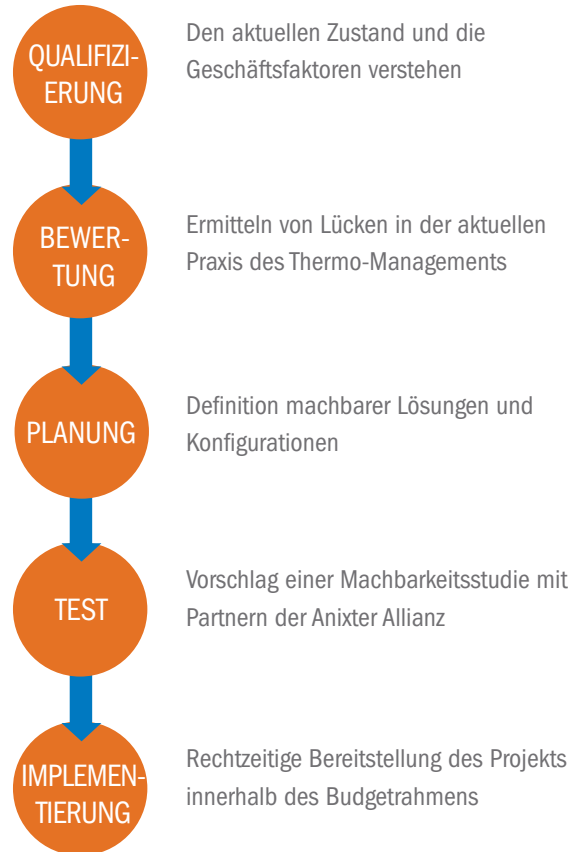 QUALIFIZI-
ERUNG
Den aktuellen Zustand und die
Geschäftsfaktoren verstehen
BEWER-
TUNG
Ermitteln von Lücken in der aktuellen
Praxis des Thermo-Managements
PLANUNG
Definition machbarer Lösungen und
Konfigurationen
TEST
Vorschlag einer Machbarkeitsstudie mit
Partnern der Anixter Allianz
IMPLEMEN-
TIERUNG
Rechtzeitige Bereitstellung des Projekts
innerhalb des Budgetrahmens